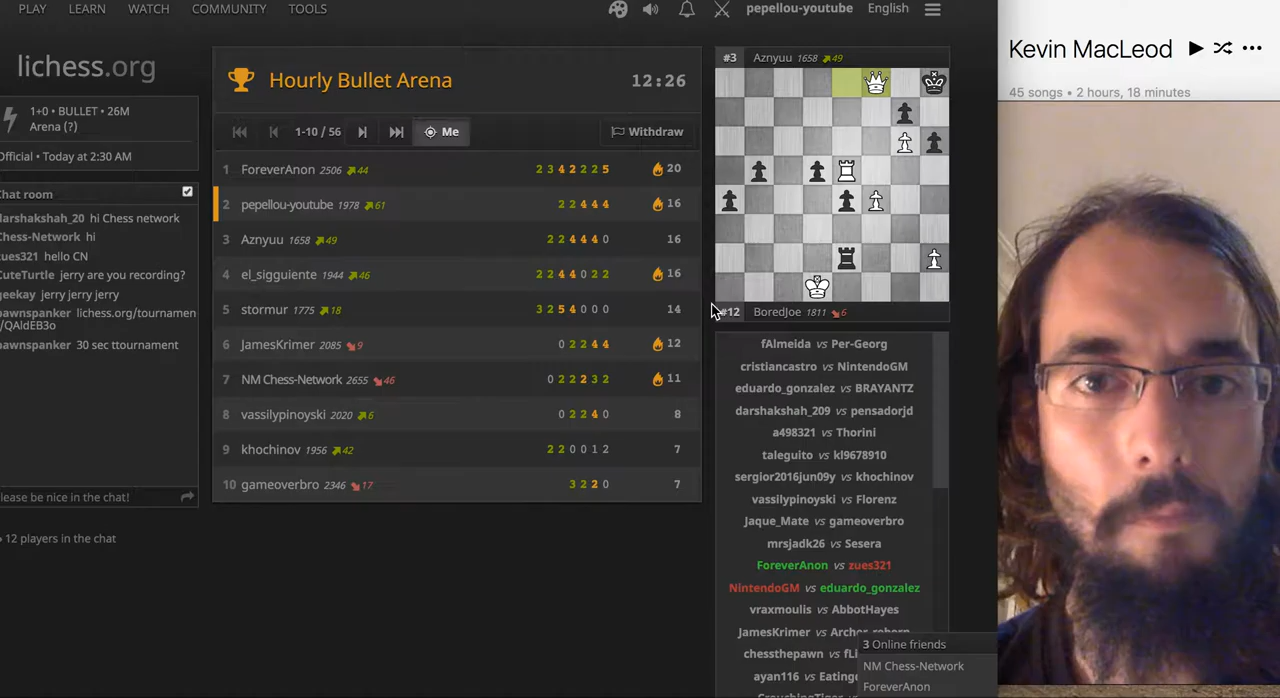 PLAY LEARN WATCH COMMUNITY TOOLS pepellou-youtube English
lichess.org
1+0 • BULLET • 26M
Arena (?)
Official • Today at 2:30 AM
Chat room
darshakshah_20 hi Chess network
Chess-Network hi
zues321 hello CN
CuteTurtle jerry are you recording?
geekay jerry jerry jerry
pawnspanker lichess.org/tournamen
/QAIdEB3o
pawnspanker 30 sec ttournament
lease be nice in the chat!
12 players in the chat
Hourly Bullet Arena 12:26
1-10 / 56 Me Withdraw
1 ForeverAnon 2506 44 2 3 4 2 2 2 5 20
2 pepellou-youtube 1978 61 2 2 4 4 4 16
3 Aznyuu 1658 49 2 2 4 4 4 0 16
4 el_sigguiente 1944 46 2 2 4 4 0 2 2 16
5 stormur 1775 18 3 2 5 4 0 0 0 14
6 JamesKrimer 2085 9 0 2 2 4 4 12
7 NM Chess-Network 2655 46 0 2 2 2 3 2 11
8 vassilypinoyski 2020 6 0 2 2 4 0 8
9 khochinov 1956 42 2 2 0 0 1 2 7
10 gameoverbro 2346 17 3 2 2 0 7
#3 Aznyuu 1658 49
#12 BoredJoe 1811 6
fAlmeida vs Per-Georg
cristiancastro vs NintendoGM
eduardo_gonzalez vs BRAYANTZ
darshakshah_209 vs pensadorjd
a498321 vs Thorini
taleguito vs kl9678910
sergior2016jun09y vs khochinov
vassilypinoyski vs Florenz
Jaque_Mate vs gameoverbro
mrsjadk26 vs Sesera
ForeverAnon vs zues321
NintendoGM vs eduardo_gonzalez
vraxmoulis vs AbbotHayes
JamesKrimer vs Archer_reborn
chessthepawn vs fLi
ayan116 vs Eating
3 Online friends
NM Chess-Network
ForeverAnon
Kevin MacLeod
45 songs • 2 hours, 18 minutes